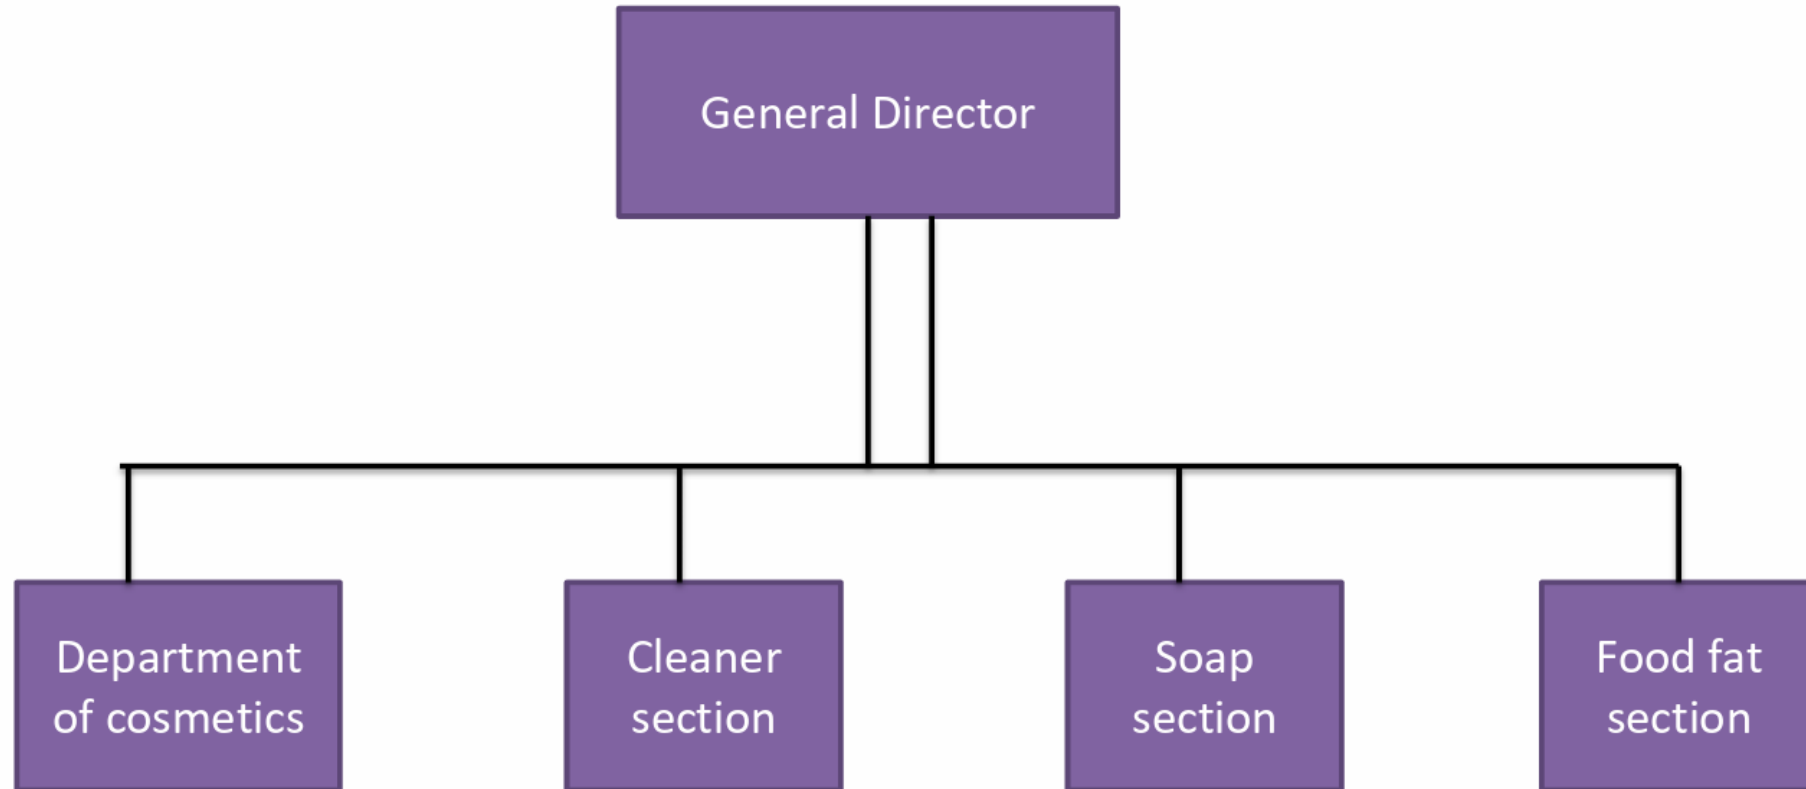 General Director
Department
of cosmetics
Cleaner
section
Soap
section
Food fat
section